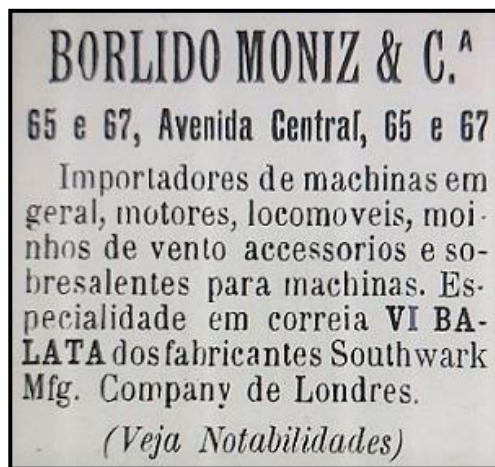 BORLIDO MONIZ & C.ᴬ
65 e 67, Avenida Central, 65 e 67
Importadores de machinas em
geral, motores, locomoveis, moi-
nhos de vento accessorios e so-
bresalentes para machinas. Es-
pecialidade em correia VI BA-
LATA dos fabricantes Southwark
Mfg. Company de Londres.
(Veja Notabilidades)